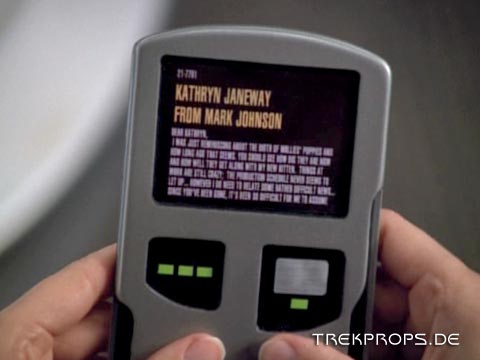 21-7781
KATHRYN JANEWAY
FROM MARK JOHNSON
DEAR KATHRYN,
I WAS JUST REMINISCING ABOUT THE BIRTH OF MOLLIES' PUPPIES AND
HOW LONG AGO THAT SEEMS. YOU SHOULD SEE HOW BIG THEY ARE NOW
AND HOW WELL THEY GET ALONG WITH MY NEW KITTEN. THINGS AT
WORK ARE STILL CRAZY; THE PRODUCTION SCHEDULE NEVER SEEMS TO
LET UP... HOWEVER I DO NEED TO RELATE SOME RATHER DIFFICULT NEWS...
SINCE YOU'VE BEEN GONE, IT'S BEEN SO DIFFICULT FOR ME TO ASSUME
TREKPROPS.DE